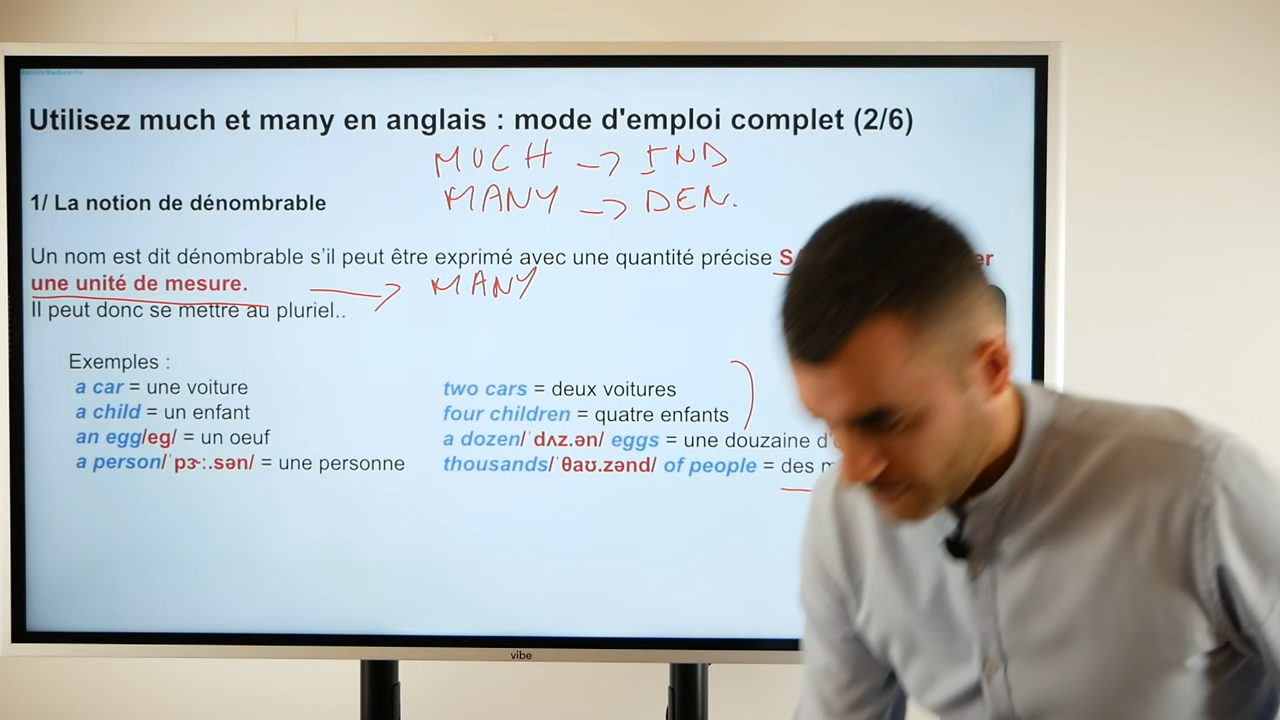 Utilisez much et many en anglais : mode d'emploi complet (2/6)
MUCH → IND
MANY → DEN.
1/ La notion de dénombrable
Un nom est dit dénombrable s'il peut être exprimé avec une quantité précise
une unité de mesure.
MANY
Il peut donc se mettre au pluriel..
Exemples :
a car = une voiture
a child = un enfant
an egg/eg/ = un oeuf
a person/ˈpɝː.sən/ = une personne
two cars = deux voitures
four children = quatre enfants
a dozen/ˈdʌz.ən/ eggs = une douzaine
thousands/ˈθaʊ.zənd/ of people = des
vibe